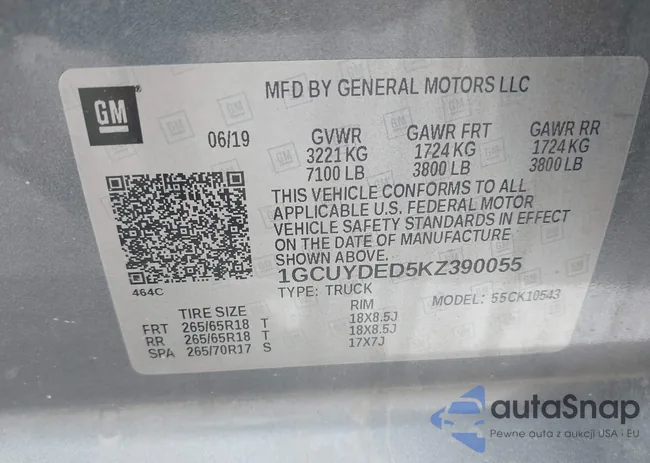 GM
MFD BY GENERAL MOTORS LLC
06/19 GVWR GAWR FRT GAWR RR
3221 KG 1724 KG 1724 KG
7100 LB 3800 LB 3800 LB
THIS VEHICLE CONFORMS TO ALL
APPLICABLE U.S. FEDERAL MOTOR
VEHICLE SAFETY STANDARDS IN EFFECT
ON THE DATE OF MANUFACTURE
SHOWN ABOVE.
1GCUYDED5KZ390055
464C
TYPE: TRUCK MODEL: 55CK10543
TIRE SIZE RIM
FRT 265/65R18 T 18X8.5J
RR 265/65R18 T 18X8.5J
SPA 265/70R17 S 17X7J
autaSnap
Pewne auta z aukcji USA - EU